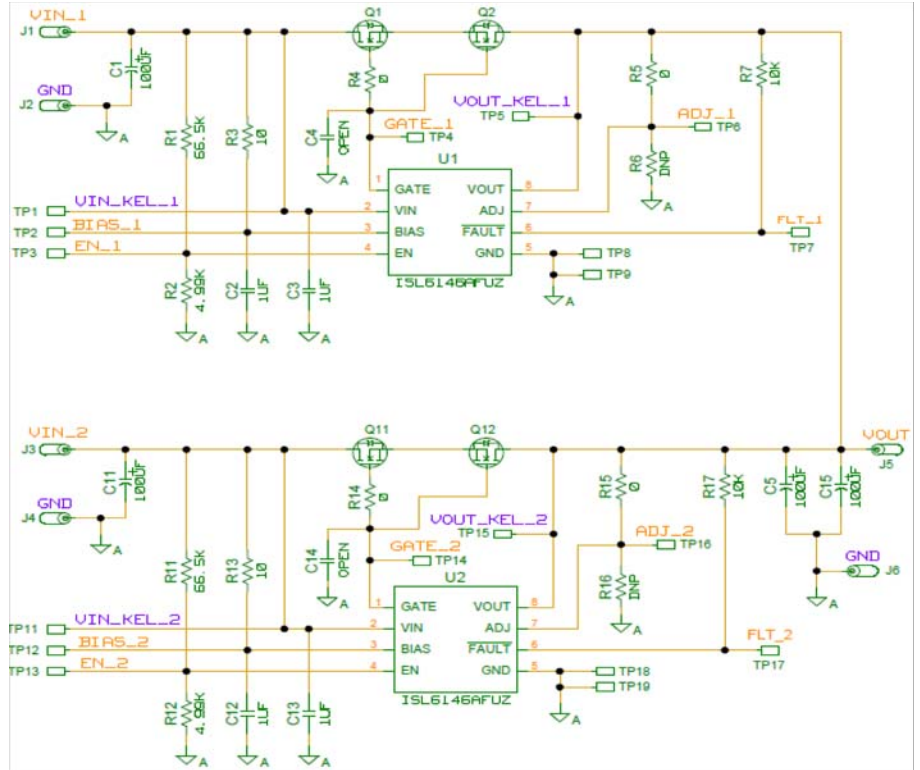 VIN_1
J1
Q1
Q2
C1
100UF
GND
J2
A
R4
0
R5
0
R7
10K
R1
66.5K
R3
10
C4
OPEN
A
VOUT_KEL_1
TP5
ADJ_1
TP6
GATE_1
TP4
R6
DNP
A
U1
1 GATE VOUT 8
TP1 VIN_KEL_1 2 VIN ADJ 7
TP2 BIAS_1 3 BIAS FAULT 6 FLT_1
TP7
TP3 EN_1 4 EN GND 5 TP8
TP9
A
ISL6146AFUZ
R2
4.99K
C2
1UF
C3
1UF
A
A
A
VIN_2
J3
Q11
Q12
VOUT
J5
C11
100UF
GND
J4
A
R14
0
R15
0
R17
10K
C5
100UF
C15
100UF
R11
66.5K
R13
10
C14
OPEN
A
VOUT_KEL_2
TP15
ADJ_2
TP16
GATE_2
TP14
R16
DNP
A
GND
J6
A
U2
1 GATE VOUT 8
TP11 VIN_KEL_2 2 VIN ADJ 7
TP12 BIAS_2 3 BIAS FAULT 6 FLT_2
TP17
TP13 EN_2 4 EN GND 5 TP18
TP19
A
ISL6146AFUZ
R12
4.99K
C12
1UF
C13
1UF
A
A
A